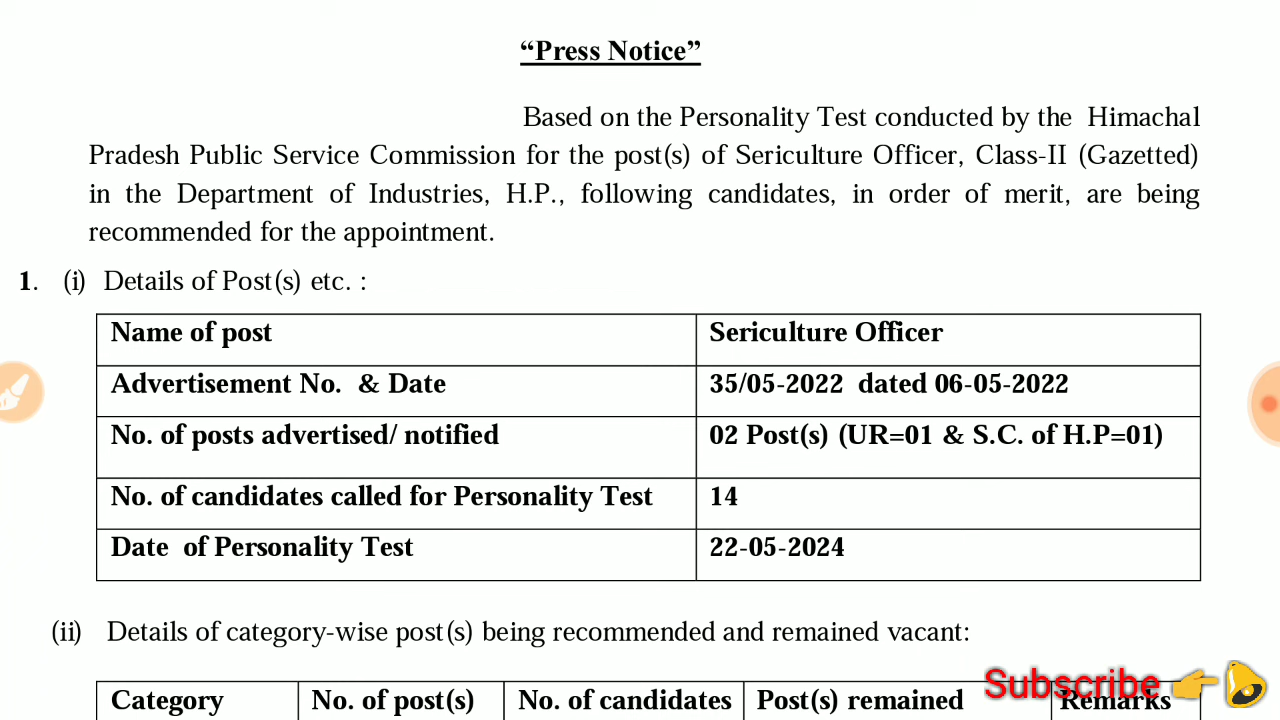 “Press Notice”
Based on the Personality Test conducted by the Himachal
Pradesh Public Service Commission for the post(s) of Sericulture Officer, Class-II (Gazetted)
in the Department of Industries, H.P., following candidates, in order of merit, are being
recommended for the appointment.
1. (i) Details of Post(s) etc. :
Name of post Sericulture Officer
Advertisement No. & Date 35/05-2022 dated 06-05-2022
No. of posts advertised/ notified 02 Post(s) (UR=01 & S.C. of H.P=01)
No. of candidates called for Personality Test 14
Date of Personality Test 22-05-2024
(ii) Details of category-wise post(s) being recommended and remained vacant:
Category No. of post(s) No. of candidates Post(s) remained Remarks
Subscribe